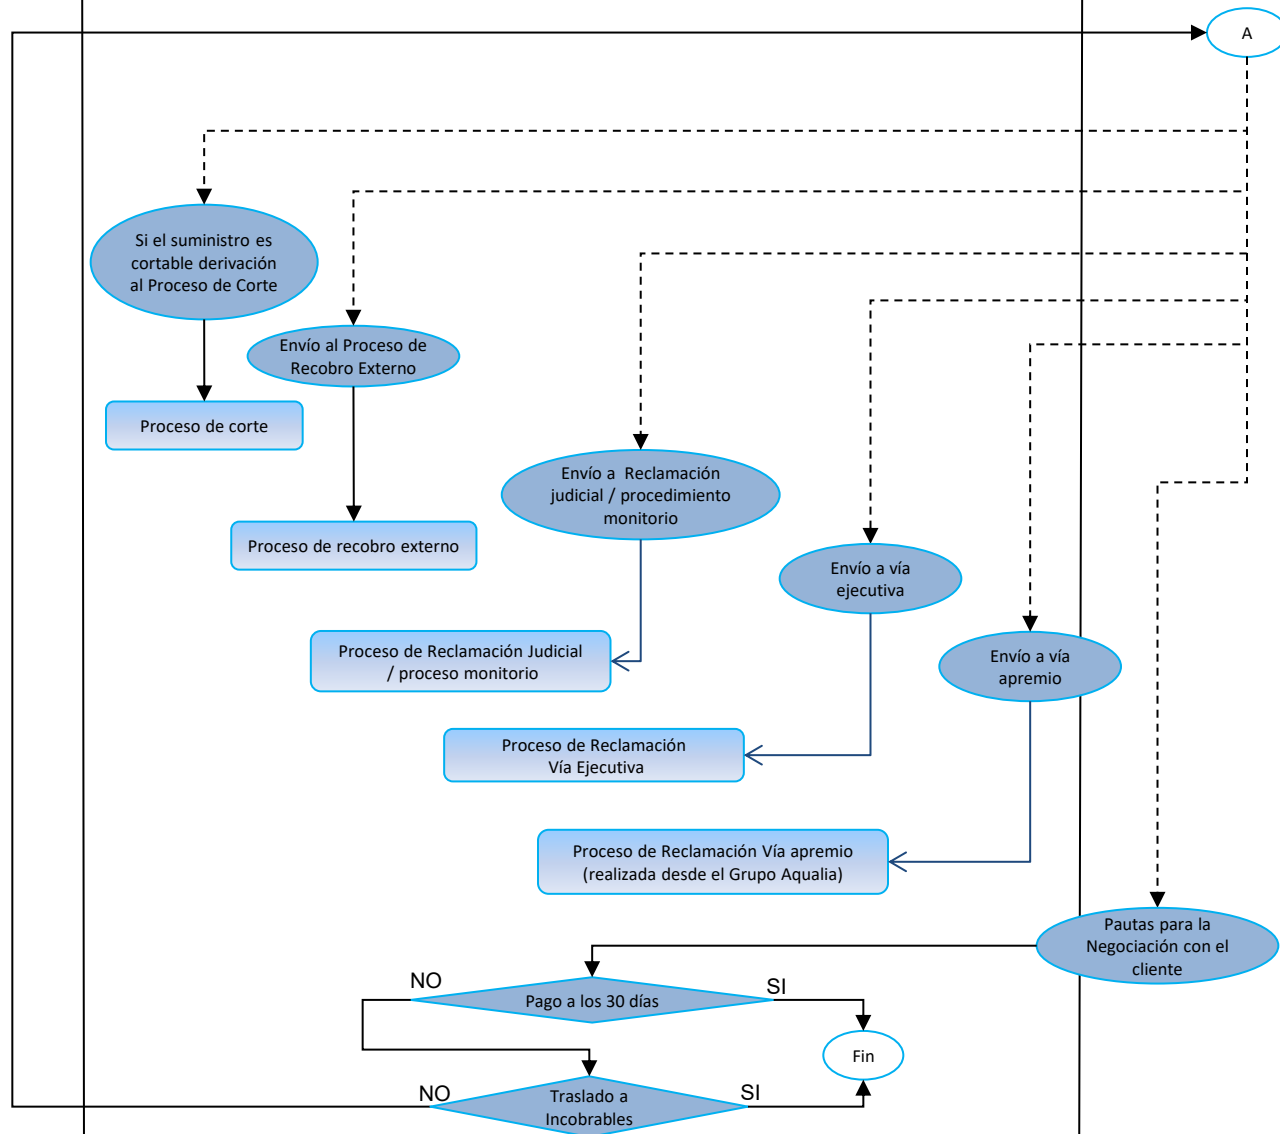 A
Si el suministro es
cortable derivación
al Proceso de Corte
Envío al Proceso de
Recobro Externo
Proceso de corte
Envío a Reclamación
judicial / procedimiento
monitorio
Proceso de recobro externo
Envío a vía
ejecutiva
Proceso de Reclamación Judicial
/ proceso monitorio
Envío a vía
apremio
Proceso de Reclamación
Vía Ejecutiva
Proceso de Reclamación Vía apremio
(realizada desde el Grupo Aqualia)
Pautas para la
Negociación con el
cliente
NO
Pago a los 30 días
SI
Fin
NO
Traslado a
Incobrables
SI